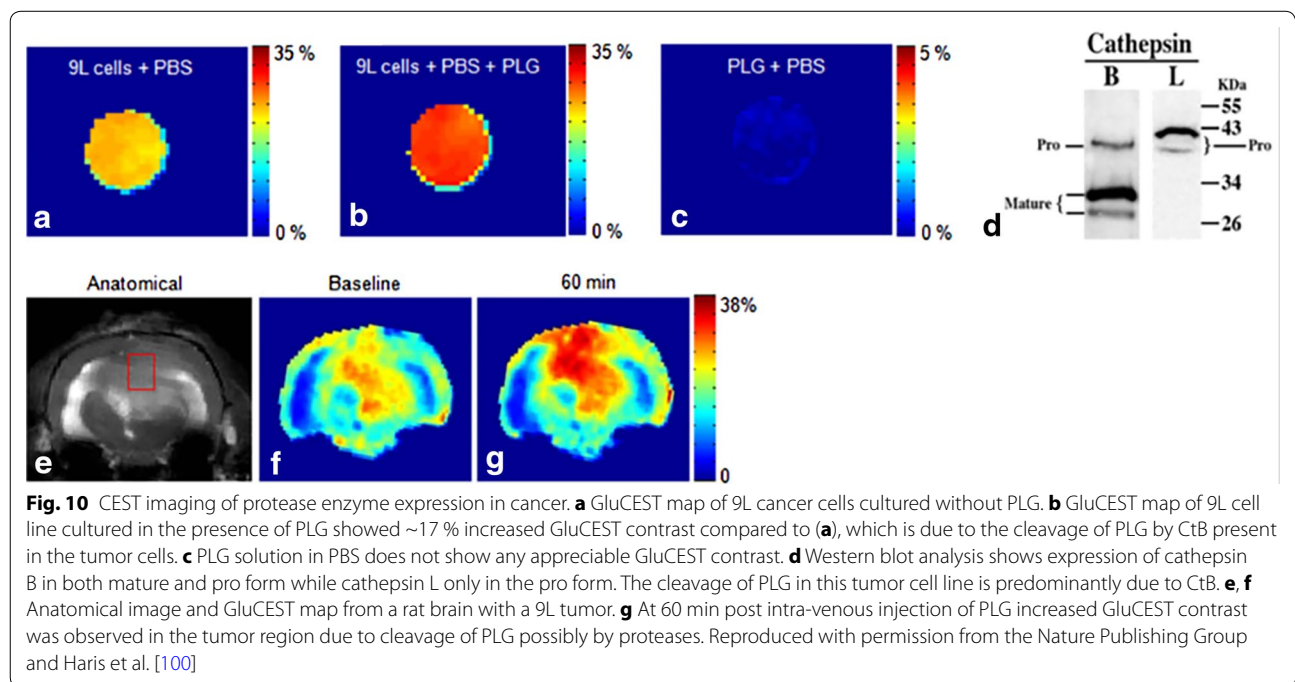 35 %
9L cells + PBS
a
0 %
35 %
9L cells + PBS + PLG
b
0 %
5 %
PLG + PBS
c
0 %
Cathepsin
B L
KDa
55
43
Pro
Pro
34
Mature {
26
d
Anatomical
e
Baseline
f
60 min
g
38%
0
Fig. 10 CEST imaging of protease enzyme expression in cancer. a GluCEST map of 9L cancer cells cultured without PLG. b GluCEST map of 9L cell
line cultured in the presence of PLG showed ~17 % increased GluCEST contrast compared to (a), which is due to the cleavage of PLG by CtB present
in the tumor cells. c PLG solution in PBS does not show any appreciable GluCEST contrast. d Western blot analysis shows expression of cathepsin
B in both mature and pro form while cathepsin L only in the pro form. The cleavage of PLG in this tumor cell line is predominantly due to CtB. e, f
Anatomical image and GluCEST map from a rat brain with a 9L tumor. g At 60 min post intra-venous injection of PLG increased GluCEST contrast
was observed in the tumor region due to cleavage of PLG possibly by proteases. Reproduced with permission from the Nature Publishing Group
and Haris et al. [100]